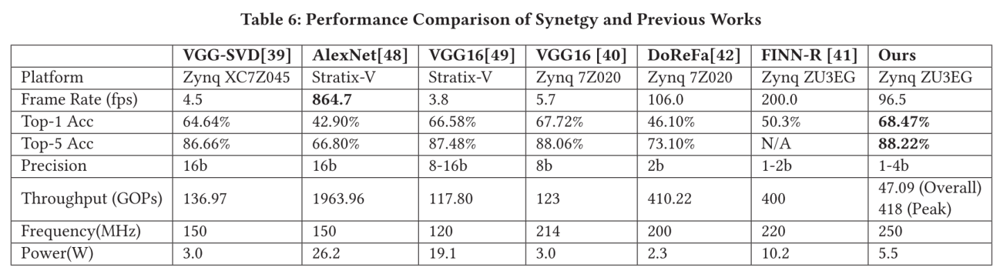 Table 6: Performance Comparison of Synetgy and Previous Works
VGG-SVD[39] AlexNet[48] VGG16[49] VGG16 [40] DoReFa[42] FINN-R [41] Ours
Platform Zynq XC7Z045 Stratix-V Stratix-V Zynq 7Z020 Zynq 7Z020 Zynq ZU3EG Zynq ZU3EG
Frame Rate (fps) 4.5 864.7 3.8 5.7 106.0 200.0 96.5
Top-1 Acc 64.64% 42.90% 66.58% 67.72% 46.10% 50.3% 68.47%
Top-5 Acc 86.66% 66.80% 87.48% 88.06% 73.10% N/A 88.22%
Precision 16b 16b 8-16b 8b 2b 1-2b 1-4b
Throughput (GOPs) 136.97 1963.96 117.80 123 410.22 400 47.09 (Overall)
418 (Peak)
Frequency(MHz) 150 150 120 214 200 220 250
Power(W) 3.0 26.2 19.1 3.0 2.3 10.2 5.5